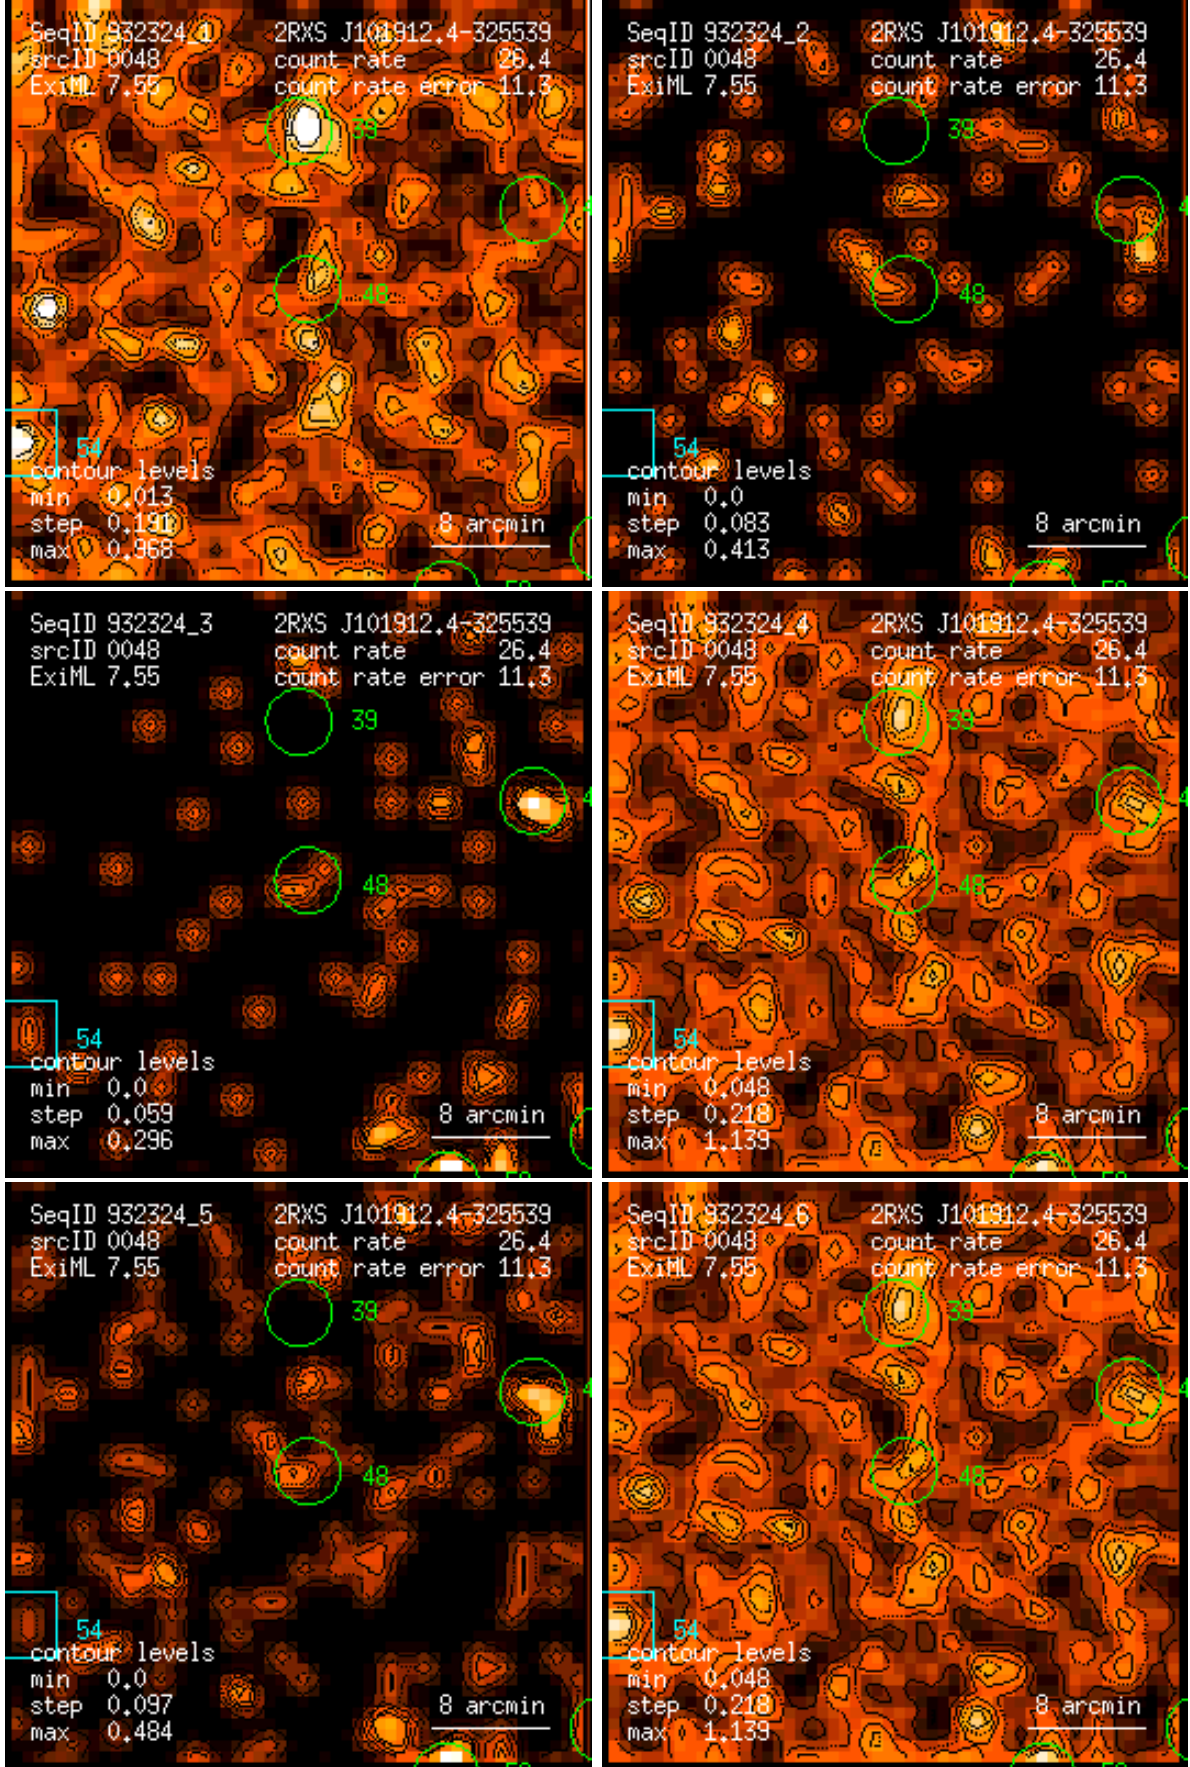 SeqID 932324_1 2RXS J101912.4-325539
srcID 0048 count rate 26.4
ExiML 7.55 count rate error 11.3
39
4
48
54
contour levels
min 0.013
step 0.191 8 arcmin
max 0.968
SeqID 932324_2 2RXS J101912.4-325539
srcID 0048 count rate 26.4
ExiML 7.55 count rate error 11.3
39
4
48
54
contour levels
min 0.0
step 0.083 8 arcmin
max 0.413
SeqID 932324_3 2RXS J101912.4-325539
srcID 0048 count rate 26.4
ExiML 7.55 count rate error 11.3
39
4
48
54
contour levels
min 0.0
step 0.059 8 arcmin
max 0.296
SeqID 932324_4 2RXS J101912.4-325539
srcID 0048 count rate 26.4
ExiML 7.55 count rate error 11.3
39
4
48
54
contour levels
min 0.048
step 0.218 8 arcmin
max 1.139
SeqID 932324_5 2RXS J101912.4-325539
srcID 0048 count rate 26.4
ExiML 7.55 count rate error 11.3
39
4
48
54
contour levels
min 0.0
step 0.097 8 arcmin
max 0.484
SeqID 932324_6 2RXS J101912.4-325539
srcID 0048 count rate 26.4
ExiML 7.55 count rate error 11.3
39
4
48
54
contour levels
min 0.048
step 0.218 8 arcmin
max 1.139